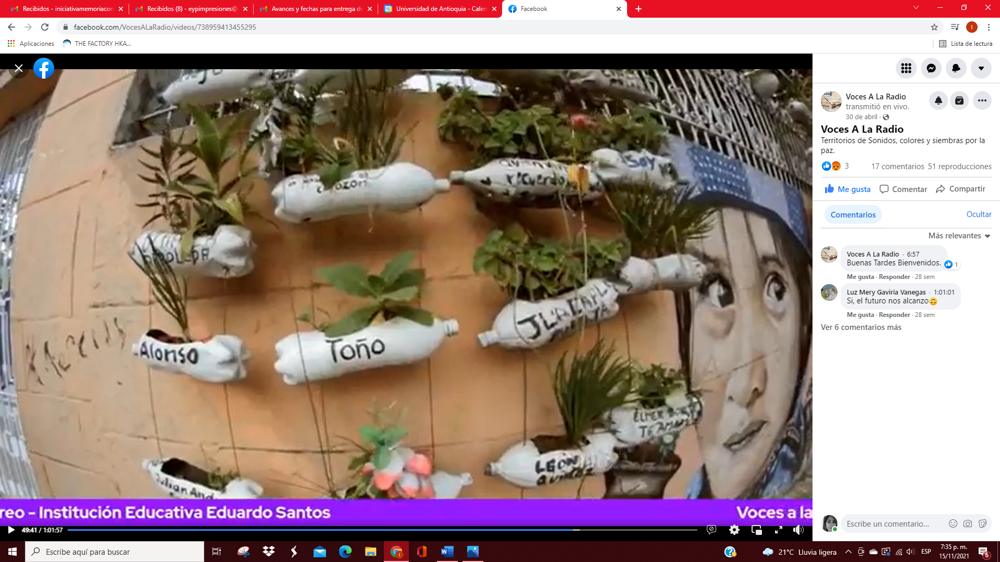 Recibidos - iniciativamemoriacon
Recibidos (8) - eypimpresiones@
Avances y fechas para entrega de
Universidad de Antioquia - Calen
Facebook
facebook.com/VocesALaRadio/videos/738959413455295
Aplicaciones
THE FACTORY HKA...
Lista de lectura
corazon
recuerdo
Soy
Alonso
Toño
LEON
Julian And
reo - Institución Educativa Eduardo Santos
Voces a la
49:41 / 1:01:57
Voces A La Radio
transmitió en vivo.
30 de abril ·
Voces A La Radio
Territorios de Sonidos, colores y siembras por la
paz.
3
17 comentarios 51 reproducciones
Me gusta
Comentar
Compartir
Comentarios
Ocultar
Más relevantes
Voces A La Radio · 6:57
Buenas Tardes Bienvenidos.
1
Me gusta · Responder · 28 sem
Luz Mery Gaviria Vanegas · 1:01:01
Si, el futuro nos alcanzo🙃
Me gusta · Responder · 28 sem
Ver 6 comentarios más
Escribe un comentario...
Escribe aquí para buscar
21°C Lluvia ligera
ESP
7:35 p. m.
15/11/2021
6